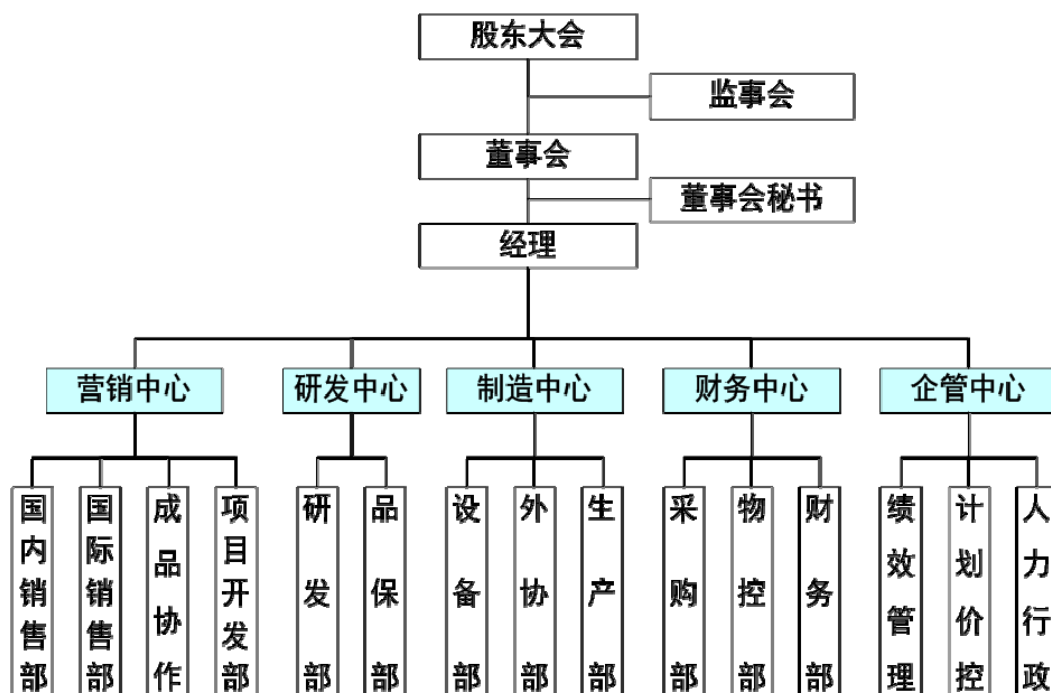 股东大会
监事会
董事会
董事会秘书
经理
营销中心
研发中心
制造中心
财务中心
企管中心
国内销售部
国际销售部
成品协作
项目开发部
研发部
品保部
设备部
外协部
生产部
采购部
物控部
财务部
绩效管理
计划价控
人力行政